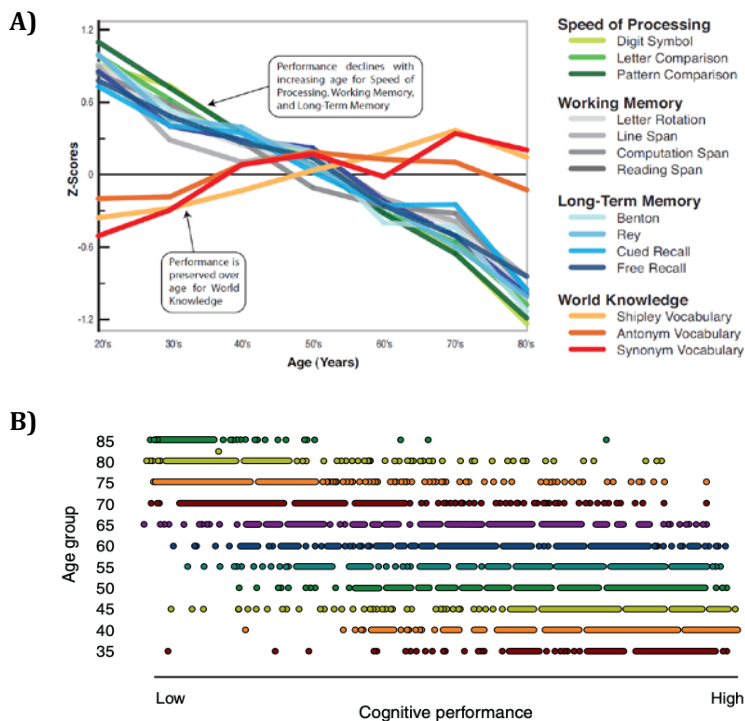 A)
1.2
0.6
0
-0.6
-1.2
Z-Scores
Performance declines with
increasing age for Speed of
Processing, Working Memory,
and Long-Term Memory
Performance is
preserved over
age for World
Knowledge
20's 30's 40's 50's 60's 70's 80's
Age (Years)
Speed of Processing
Digit Symbol
Letter Comparison
Pattern Comparison
Working Memory
Letter Rotation
Line Span
Computation Span
Reading Span
Long-Term Memory
Benton
Rey
Cued Recall
Free Recall
World Knowledge
Shipley Vocabulary
Antonym Vocabulary
Synonym Vocabulary
B)
Age group
85
80
75
70
65
60
55
50
45
40
35
Low High
Cognitive performance